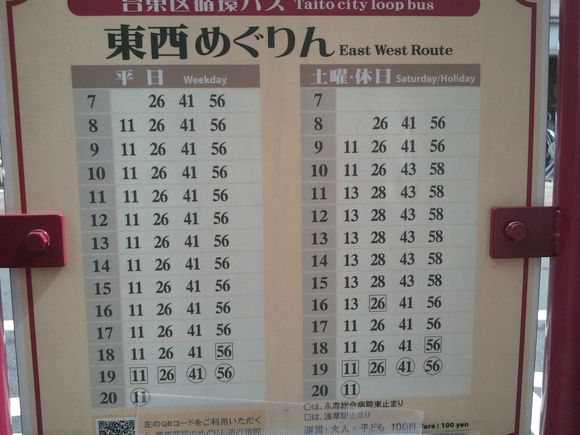 台東区循環バス Taito city loop bus
東西めぐりん East West Route
平日 Weekday
7 26 41 56
8 11 26 41 56
9 11 26 41 56
10 11 26 41 56
11 11 26 41 56
12 11 26 41 56
13 11 26 41 56
14 11 26 41 56
15 11 26 41 56
16 11 26 41 56
17 11 26 41 56
18 11 26 41 56
19 11 26 41 56
20 11
左のQRコードをご利用いただく
土曜・休日 Saturday/Holiday
7
8 26 41 56
9 11 26 41 56
10 11 26 43 58
11 13 28 43 58
12 13 28 43 58
13 13 28 43 58
14 13 28 43 58
15 13 28 43 58
16 13 26 41 56
17 11 26 41 56
18 11 26 41 56
19 11 26 41 56
20 11
○は、永寿総合病院東止まり
□は、浅草駅止まり
運賃：大人・子ども 100円 Fare : 100 yen